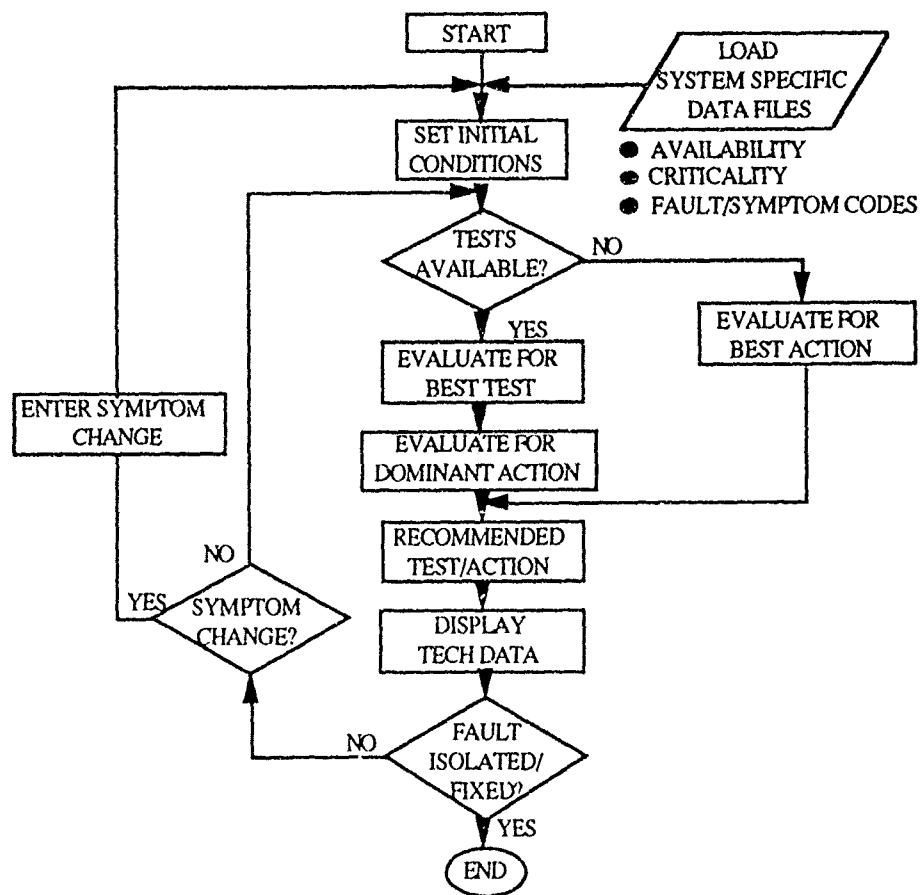 START
LOAD
SYSTEM SPECIFIC
DATA FILES
SET INITIAL
CONDITIONS
● AVAILABILITY
● CRITICALITY
● FAULT/SYMPTOM CODES
TESTS
AVAILABLE?
NO
YES
EVALUATE FOR
BEST ACTION
EVALUATE FOR
BEST TEST
ENTER SYMPTOM
CHANGE
EVALUATE FOR
DOMINANT ACTION
RECOMMENDED
TEST/ACTION
NO
YES
SYMPTOM
CHANGE?
DISPLAY
TECH DATA
NO
FAULT
ISOLATED/
FIXED?
YES
END